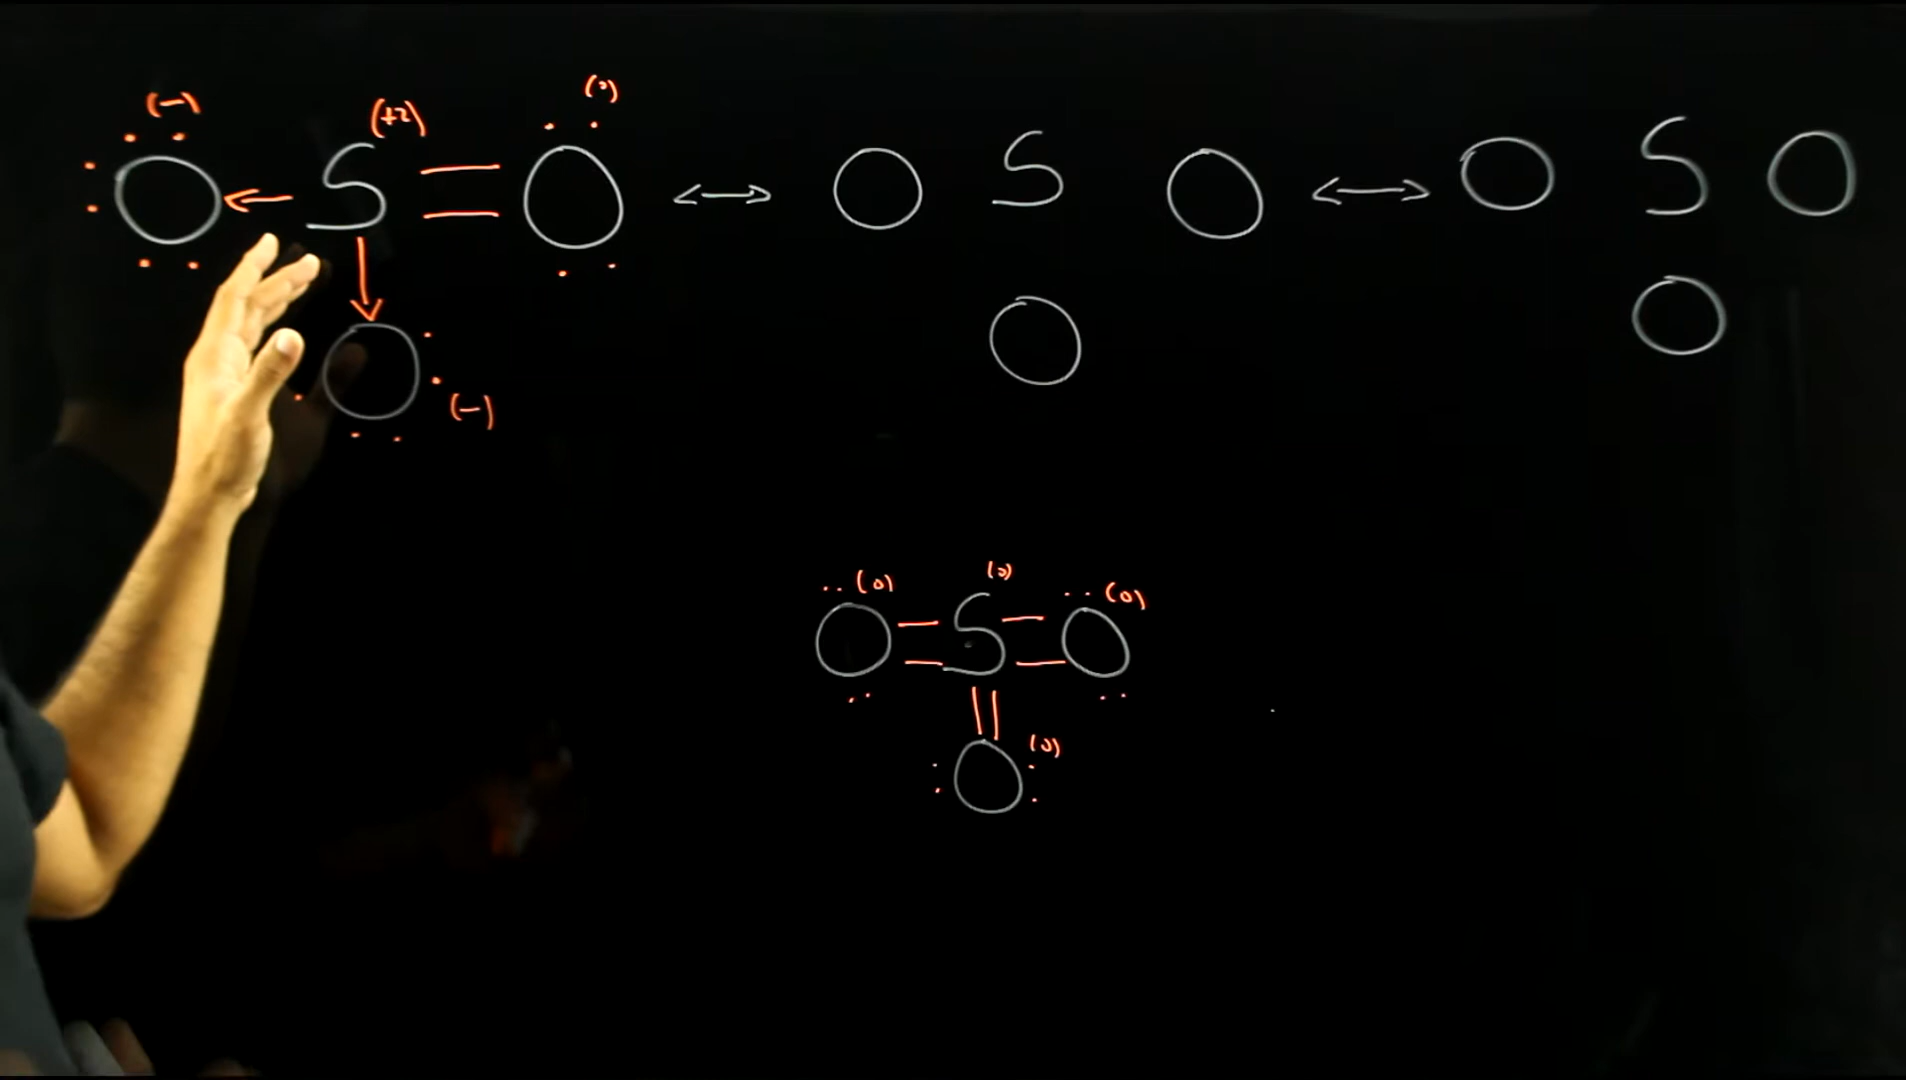 (-) (+2) (0)
O ← S = O ↔ O S O ↔ O S O
↓
O (-) O O
(0) (0) (0)
O = S = O
||
O (0)